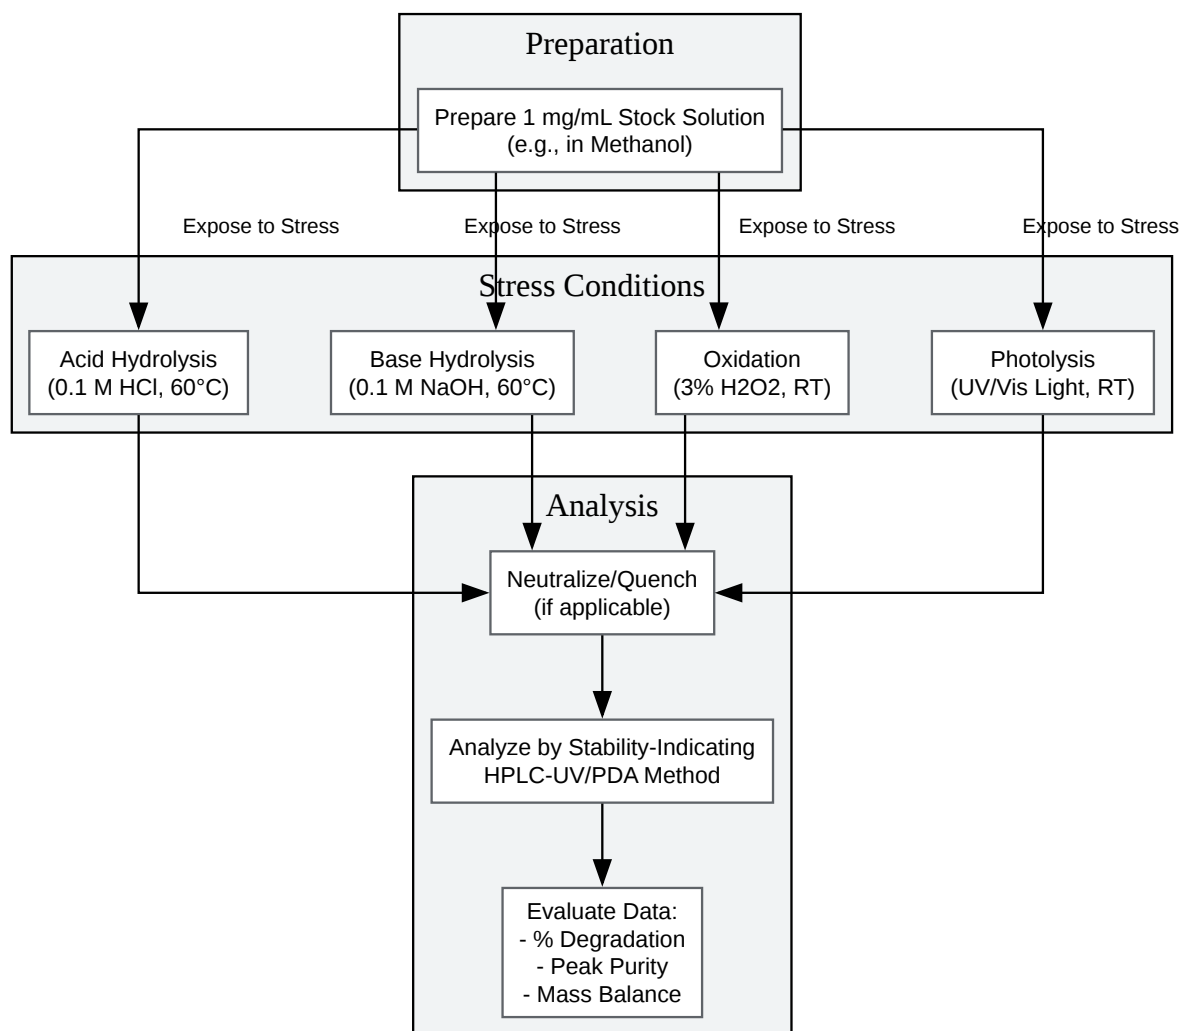 Preparation
Prepare 1 mg/mL Stock Solution
(e.g., in Methanol)
Expose to Stress
Expose to Stress
Expose to Stress
Expose to Stress
Stress Conditions
Acid Hydrolysis
(0.1 M HCl, 60°C)
Base Hydrolysis
(0.1 M NaOH, 60°C)
Oxidation
(3% H2O2, RT)
Photolysis
(UV/Vis Light, RT)
Analysis
Neutralize/Quench
(if applicable)
Analyze by Stability-Indicating
HPLC-UV/PDA Method
Evaluate Data:
- % Degradation
- Peak Purity
- Mass Balance